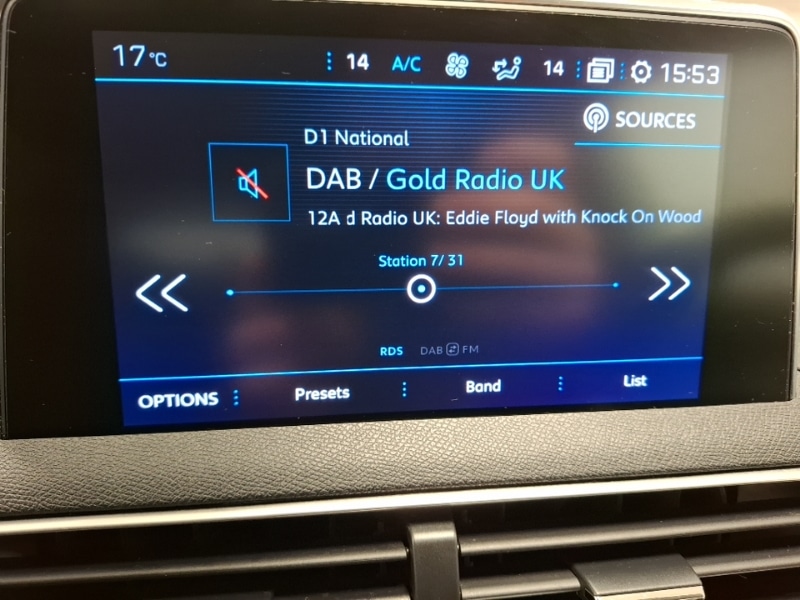 17°C 14 A/C 14 15:53
SOURCES
D1 National
DAB / Gold Radio UK
12A d Radio UK: Eddie Floyd with Knock On Wood
Station 7/ 31
RDS DAB FM
OPTIONS Presets Band List